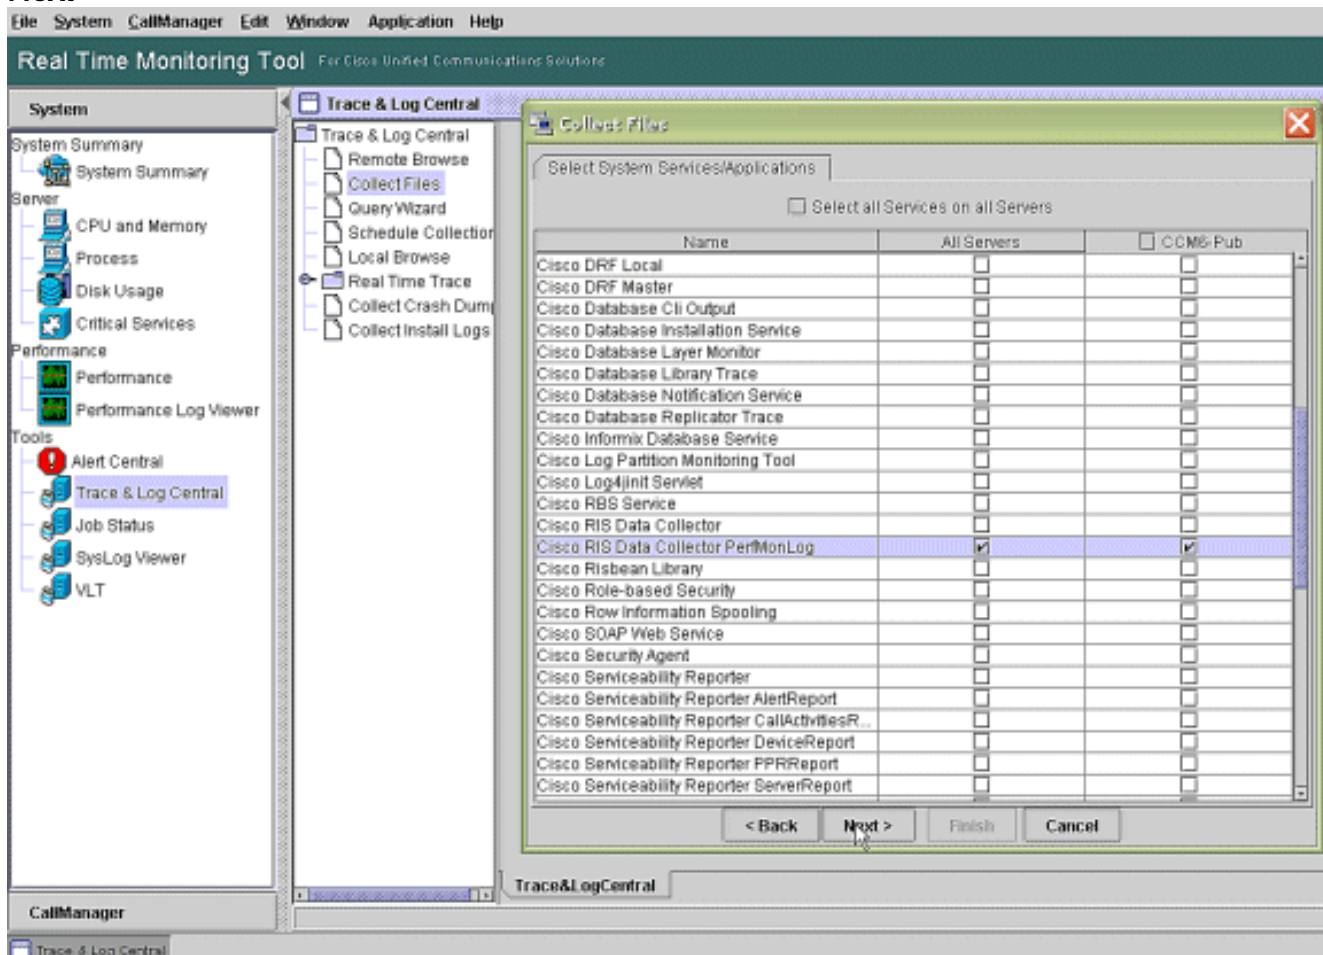 File System CallManager Edit Window Application Help
Real Time Monitoring Tool For Cisco Unified Communications Solutions
System
System Summary
System Summary
Server
CPU and Memory
Process
Disk Usage
Critical Services
Performance
Performance
Performance Log Viewer
Tools
Alert Central
Trace & Log Central
Job Status
SysLog Viewer
VLT
CallManager
Trace & Log Central
Trace & Log Central
Remote Browse
Collect Files
Query Wizard
Schedule Collection
Local Browse
Real Time Trace
Collect Crash Dum
Collect Install Logs
Collect Files
Select System Services/Applications
Select all Services on all Servers
Name All Servers CCM6-Pub
Cisco DRF Local
Cisco DRF Master
Cisco Database Cli Output
Cisco Database Installation Service
Cisco Database Layer Monitor
Cisco Database Library Trace
Cisco Database Notification Service
Cisco Database Replicator Trace
Cisco Informix Database Service
Cisco Log Partition Monitoring Tool
Cisco Log4jinit Servlet
Cisco RBS Service
Cisco RIS Data Collector
Cisco RIS Data Collector PerfMonLog
Cisco Risbean Library
Cisco Role-based Security
Cisco Row Information Spooling
Cisco SOAP Web Service
Cisco Security Agent
Cisco Serviceability Reporter
Cisco Serviceability Reporter AlertReport
Cisco Serviceability Reporter CallActivitiesR...
Cisco Serviceability Reporter DeviceReport
Cisco Serviceability Reporter PPRReport
Cisco Serviceability Reporter ServerReport
< Back Next > Finish Cancel
Trace&LogCentral
Trace & Log Central